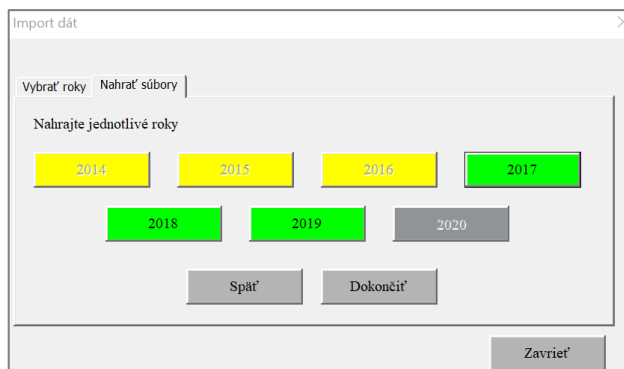 Import dát
Vybrať roky Nahrať súbory
Nahrajte jednotlivé roky
2014 2015 2016 2017
2018 2019 2020
Späť Dokončiť
Zavrieť